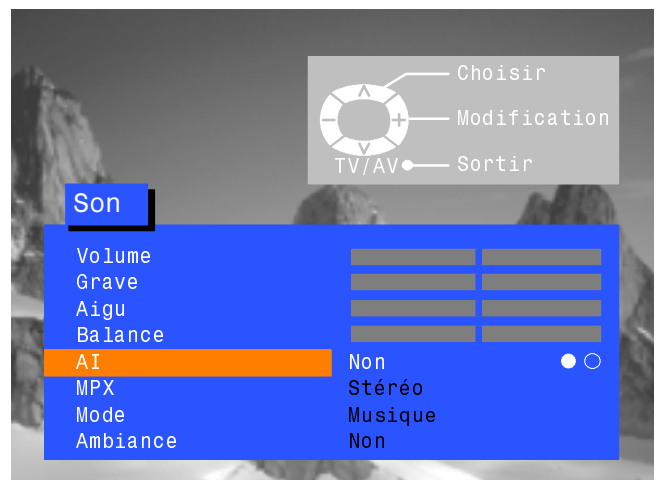 Choisir
Modification
TV/AV Sortir
Son
Volume
Grave
Aigu
Balance
AI Non
MPX Stéréo
Mode Musique
Ambiance Non